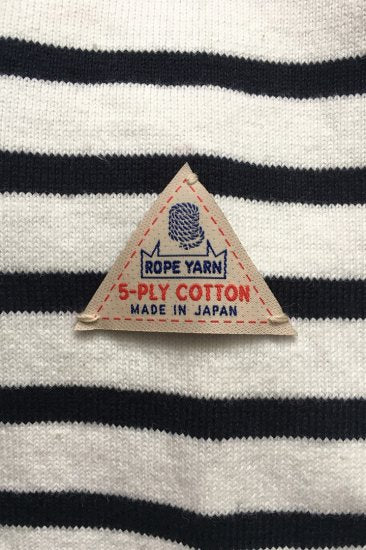 ROPE YARN
5-PLY COTTON
MADE IN JAPAN